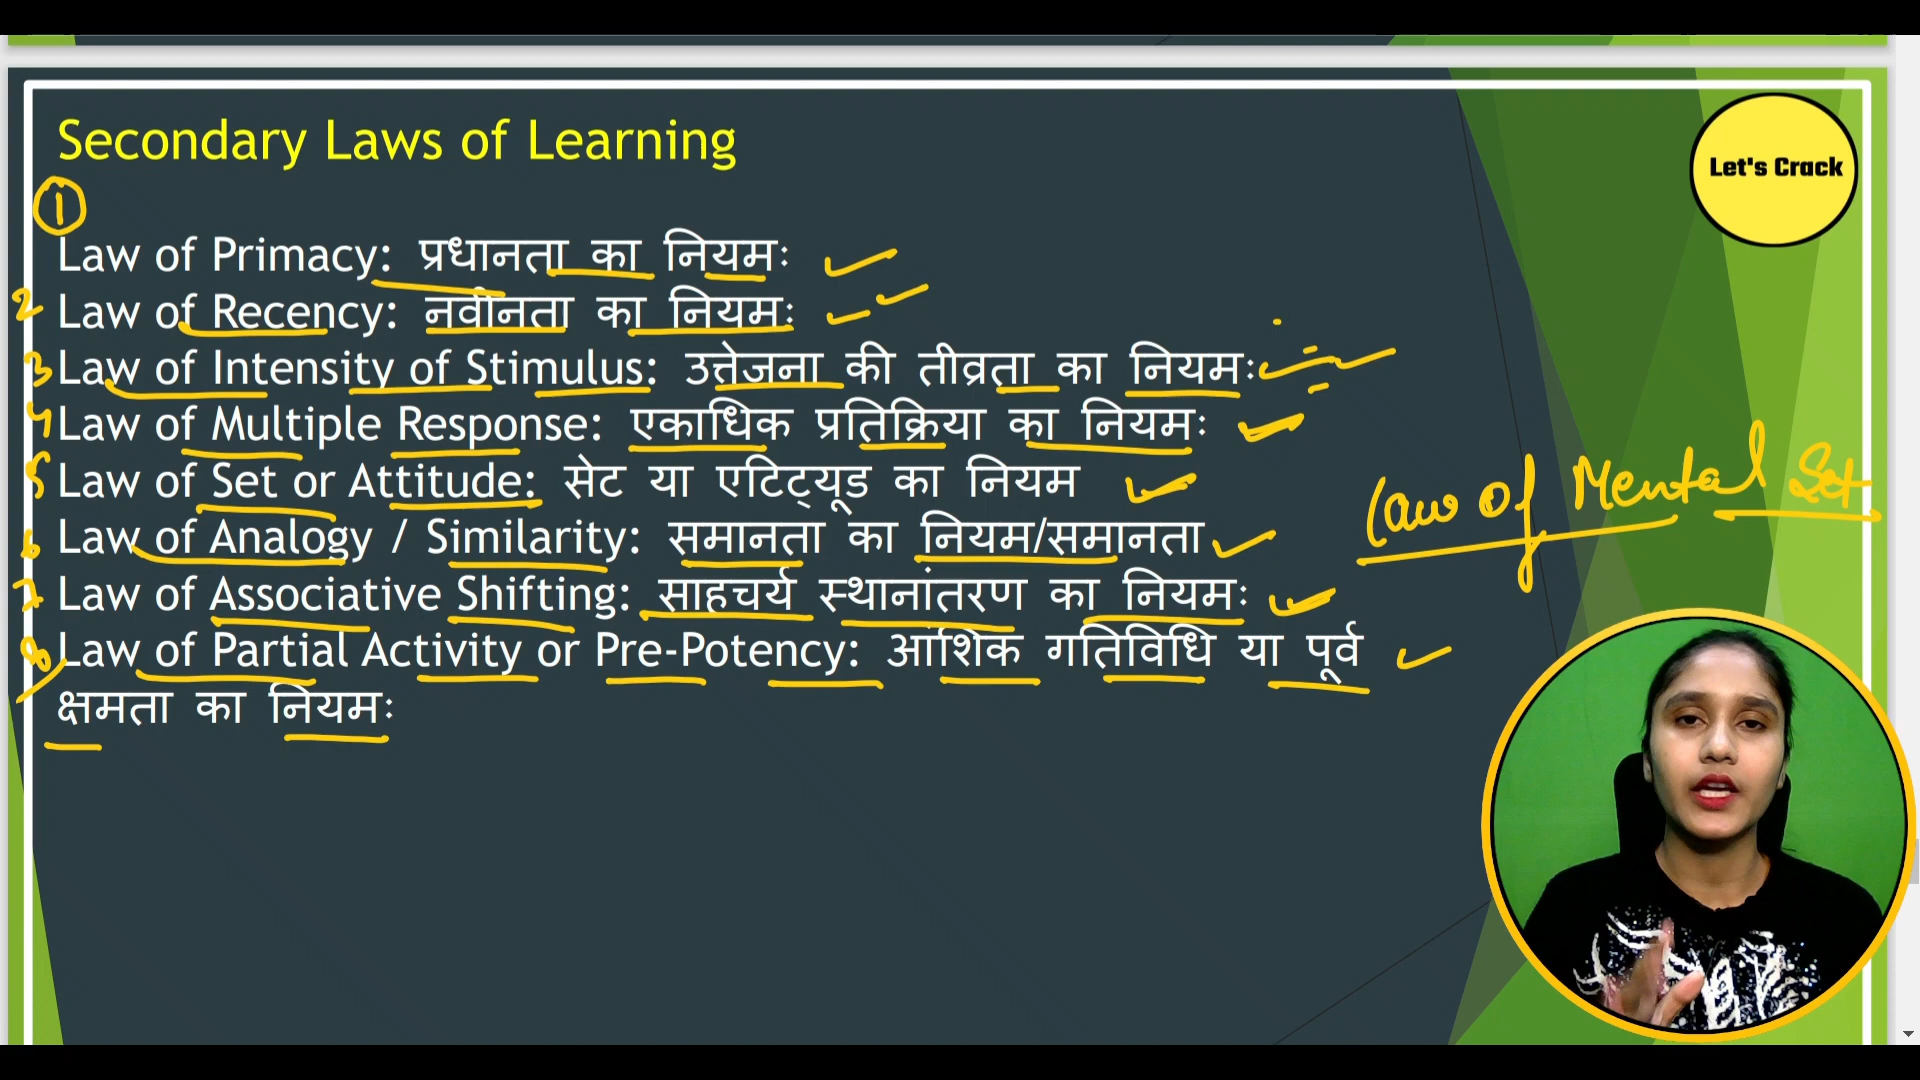 Secondary Laws of Learning
Let's Crack
1
Law of Primacy: प्रधानता का नियमः
2
Law of Recency: नवीनता का नियमः
3
Law of Intensity of Stimulus: उत्तेजना की तीव्रता का नियमः
4
Law of Multiple Response: एकाधिक प्रतिक्रिया का नियमः
5
Law of Set or Attitude: सेट या एटिट्यूड का नियम
Law of Mental Set
6
Law of Analogy / Similarity: समानता का नियम/समानता
7
Law of Associative Shifting: साहचर्य स्थानांतरण का नियमः
8
Law of Partial Activity or Pre-Potency: आंशिक गतिविधि या पूर्व
क्षमता का नियमः